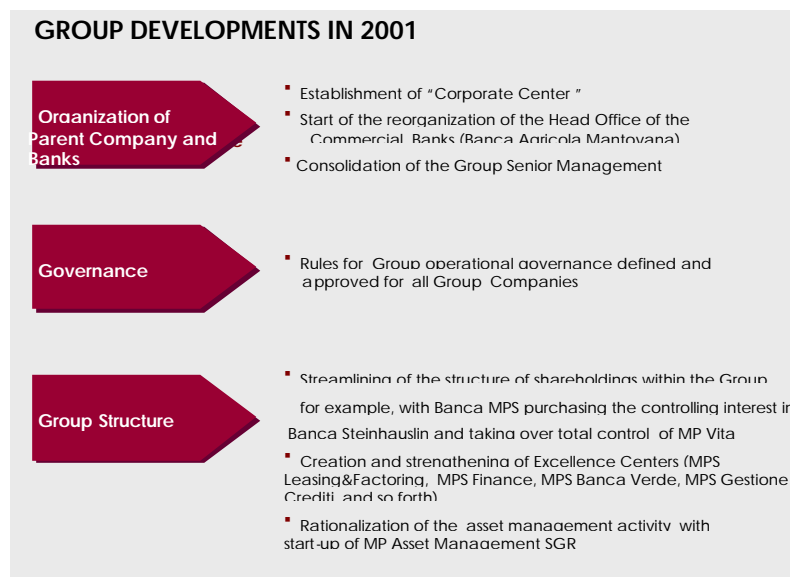 GROUP DEVELOPMENTS IN 2001
Organization of
Parent Company and
Banks
▪ Establishment of “Corporate Center ”
▪ Start of the reorganization of the Head Office of the
Commercial Banks (Banca Agricola Mantovana)
▪ Consolidation of the Group Senior Management
Governance
▪ Rules for Group operational governance defined and
approved for all Group Companies
Group Structure
▪ Streamlining of the structure of shareholdings within the Group
for example, with Banca MPS purchasing the controlling interest in
Banca Steinhauslin and taking over total control of MP Vita
▪ Creation and strengthening of Excellence Centers (MPS
Leasing&Factoring, MPS Finance, MPS Banca Verde, MPS Gestione
Crediti and so forth)
▪ Rationalization of the asset management activity with
start-up of MP Asset Management SGR